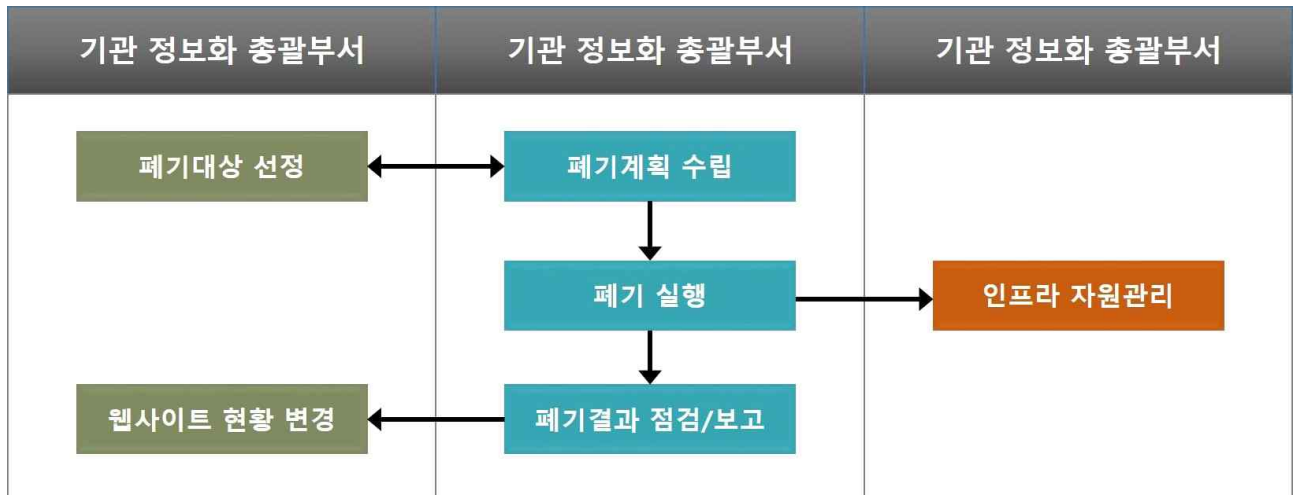 기관 정보화 총괄부서 기관 정보화 총괄부서 기관 정보화 총괄부서
폐기대상 선정 폐기계획 수립
폐기 실행 인프라 자원관리
웹사이트 현황 변경 폐기결과 점검/보고